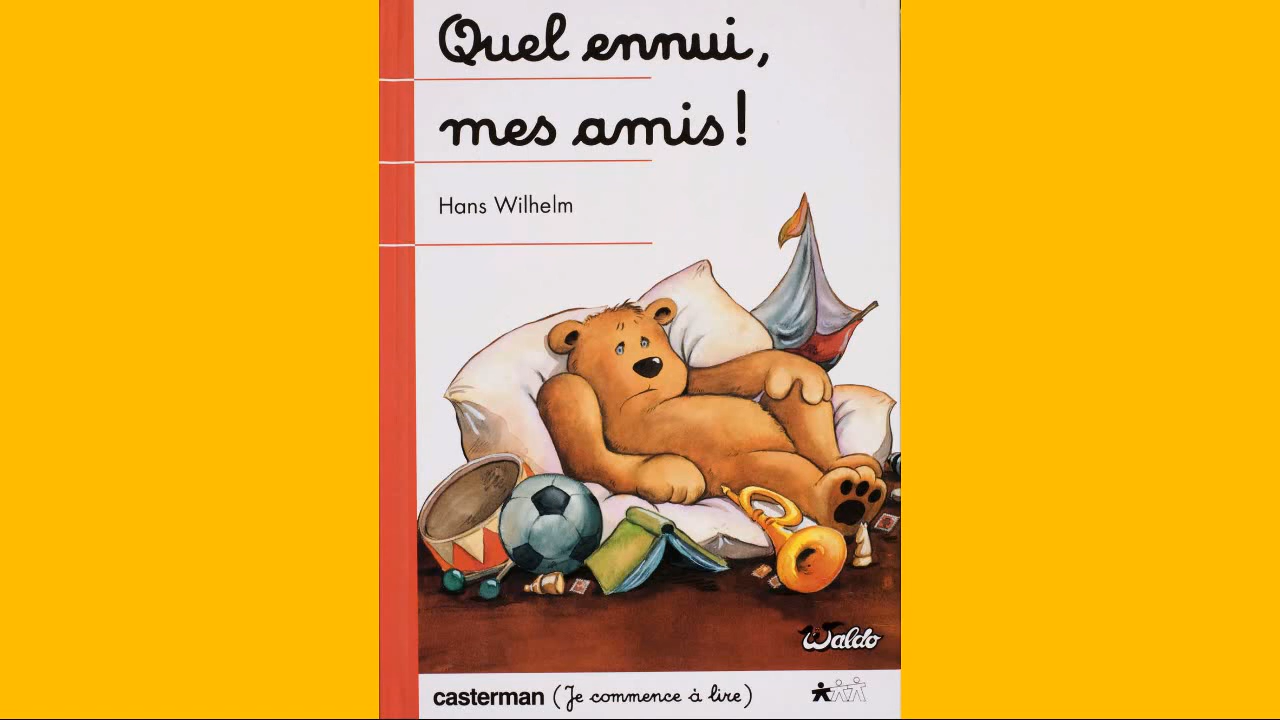 Quel ennui,
mes amis!
Hans Wilhelm
Waldo
casterman (Je commence à lire)